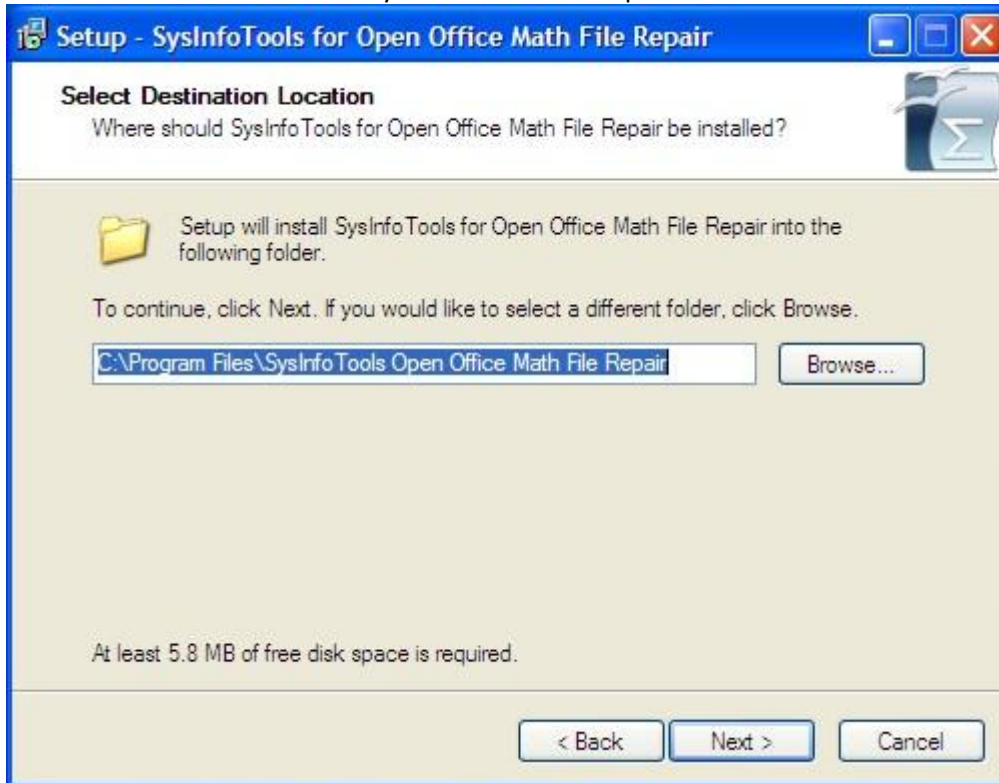 Setup - SysInfoTools for Open Office Math File Repair
Select Destination Location
Where should SysInfoTools for Open Office Math File Repair be installed?
Setup will install SysInfoTools for Open Office Math File Repair into the
following folder.
To continue, click Next. If you would like to select a different folder, click Browse.
C:\Program Files\SysInfoTools Open Office Math File Repair
Browse...
At least 5.8 MB of free disk space is required.
< Back
Next >
Cancel